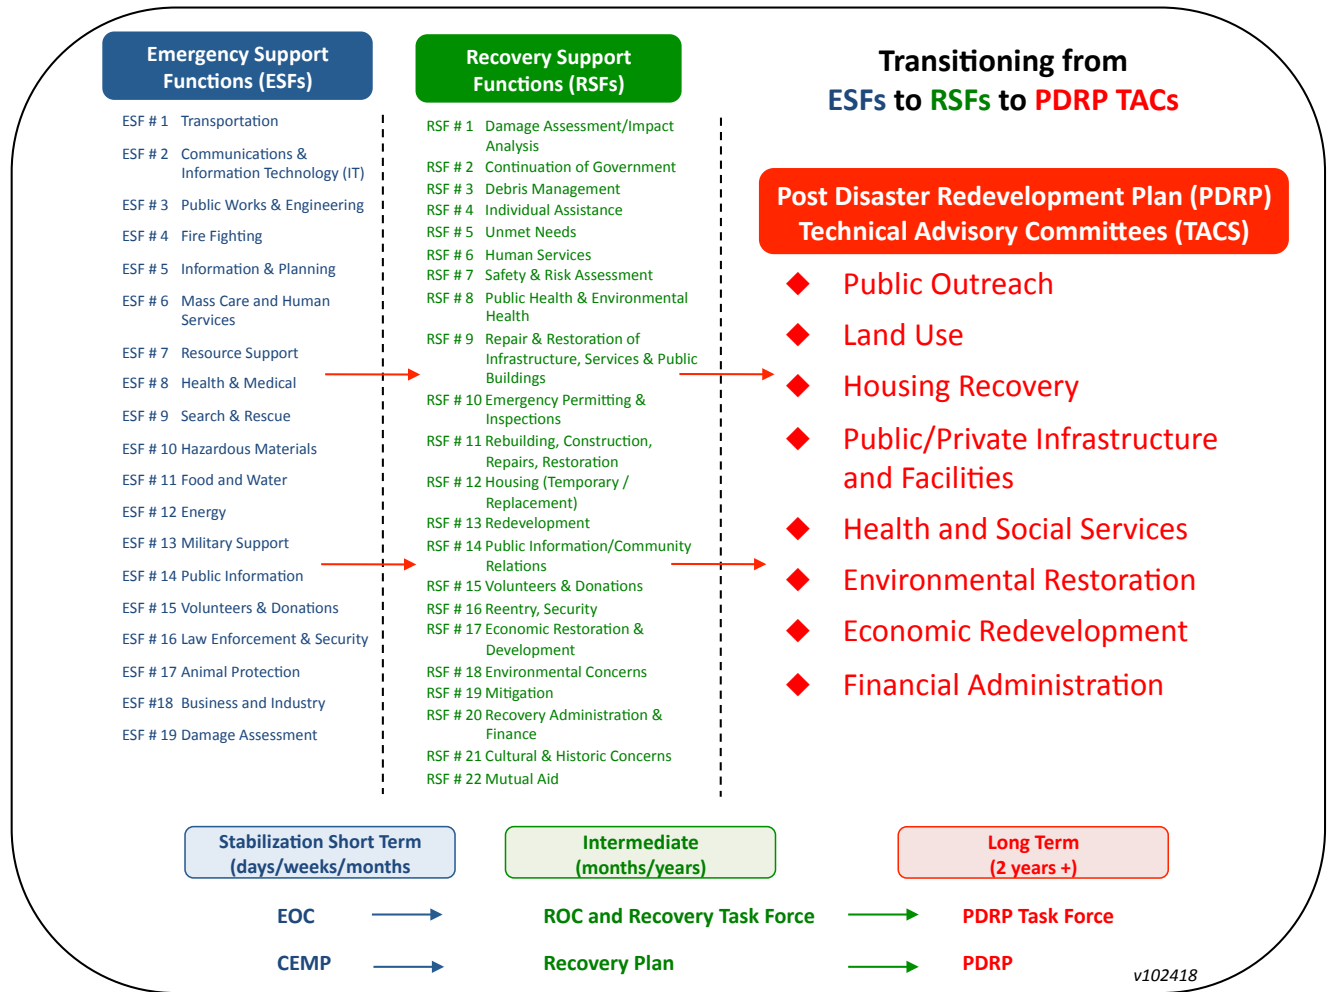 Emergency Support
Functions (ESFs)
ESF # 1 Transportation
ESF # 2 Communications &
Information Technology (IT)
ESF # 3 Public Works & Engineering
ESF # 4 Fire Fighting
ESF # 5 Information & Planning
ESF # 6 Mass Care and Human
Services
ESF # 7 Resource Support
ESF # 8 Health & Medical
ESF # 9 Search & Rescue
ESF # 10 Hazardous Materials
ESF # 11 Food and Water
ESF # 12 Energy
ESF # 13 Military Support
ESF # 14 Public Information
ESF # 15 Volunteers & Donations
ESF # 16 Law Enforcement & Security
ESF # 17 Animal Protection
ESF #18 Business and Industry
ESF # 19 Damage Assessment
Recovery Support
Functions (RSFs)
RSF # 1 Damage Assessment/Impact
Analysis
RSF # 2 Continuation of Government
RSF # 3 Debris Management
RSF # 4 Individual Assistance
RSF # 5 Unmet Needs
RSF # 6 Human Services
RSF # 7 Safety & Risk Assessment
RSF # 8 Public Health & Environmental
Health
RSF # 9 Repair & Restoration of
Infrastructure, Services & Public
Buildings
RSF # 10 Emergency Permitting &
Inspections
RSF # 11 Rebuilding, Construction,
Repairs, Restoration
RSF # 12 Housing (Temporary /
Replacement)
RSF # 13 Redevelopment
RSF # 14 Public Information/Community
Relations
RSF # 15 Volunteers & Donations
RSF # 16 Reentry, Security
RSF # 17 Economic Restoration &
Development
RSF # 18 Environmental Concerns
RSF # 19 Mitigation
RSF # 20 Recovery Administration &
Finance
RSF # 21 Cultural & Historic Concerns
RSF # 22 Mutual Aid
Transitioning from
ESFs to RSFs to PDRP TACs
Post Disaster Redevelopment Plan (PDRP)
Technical Advisory Committees (TACS)
Public Outreach
Land Use
Housing Recovery
Public/Private Infrastructure
and Facilities
Health and Social Services
Environmental Restoration
Economic Redevelopment
Financial Administration
Stabilization Short Term
(days/weeks/months
Intermediate
(months/years)
Long Term
(2 years +)
EOC
ROC and Recovery Task Force
PDRP Task Force
CEMP
Recovery Plan
PDRP
v102418